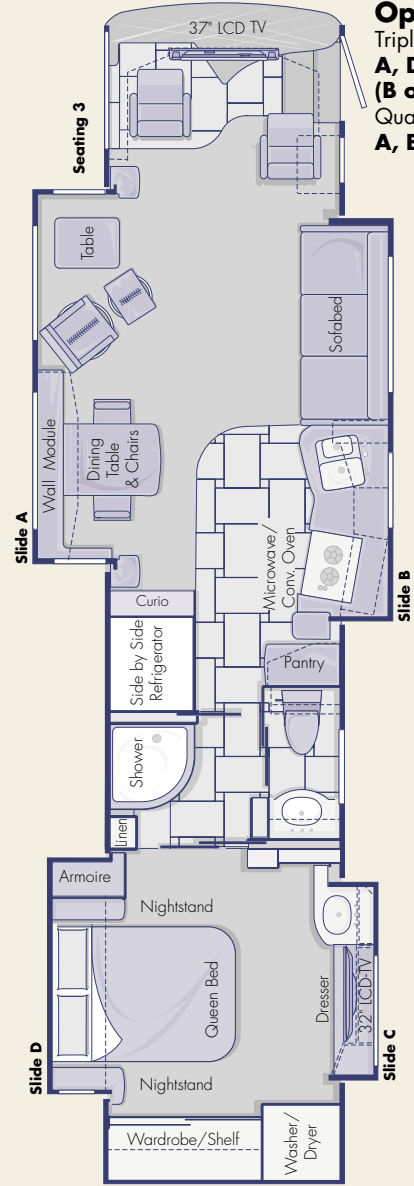 Op
Tripl
A, D
(B o
Qua
A, B
37" LCD TV
Seating 3
Table
Sofabed
Slide A
Wall Module
Dining
Table
& Chairs
Microwave/
Conv. Oven
Slide B
Curio
Side by Side
Refrigerator
Pantry
Shower
Linen
Armoire
Nightstand
Queen Bed
Dresser
32" LCD-TV
Slide D
Slide C
Nightstand
Wardrobe/Shelf
Washer/
Dryer